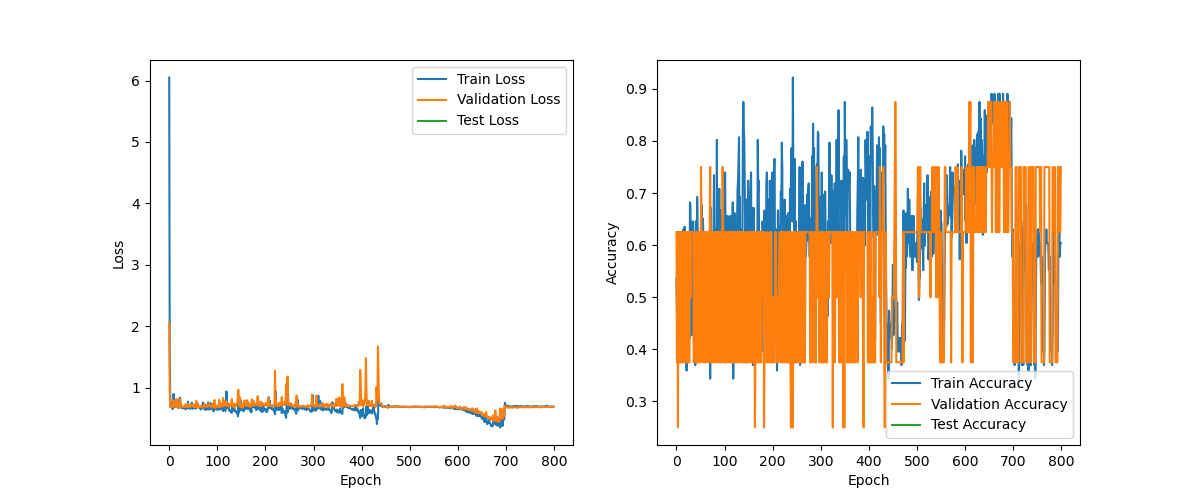 6
5
4
3
2
1
0 100 200 300 400 500 600 700 800
Loss
Epoch
Train Loss
Validation Loss
Test Loss
0.9
0.8
0.7
0.6
0.5
0.4
0.3
0 100 200 300 400 500 600 700 800
Accuracy
Epoch
Train Accuracy
Validation Accuracy
Test Accuracy